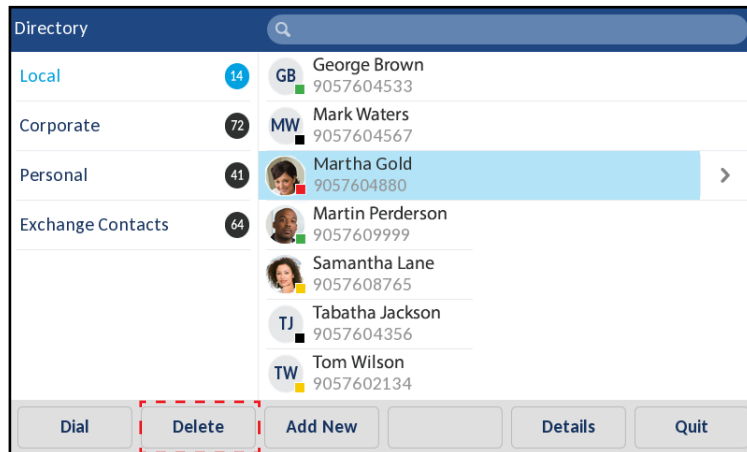 Directory
Local 14
Corporate 72
Personal 41
Exchange Contacts 64
GB George Brown
9057604533
MW Mark Waters
9057604567
Martha Gold
9057604880
Martin Perderson
9057609999
Samantha Lane
9057608765
TJ Tabatha Jackson
9057604356
TW Tom Wilson
9057602134
Dial Delete Add New Details Quit